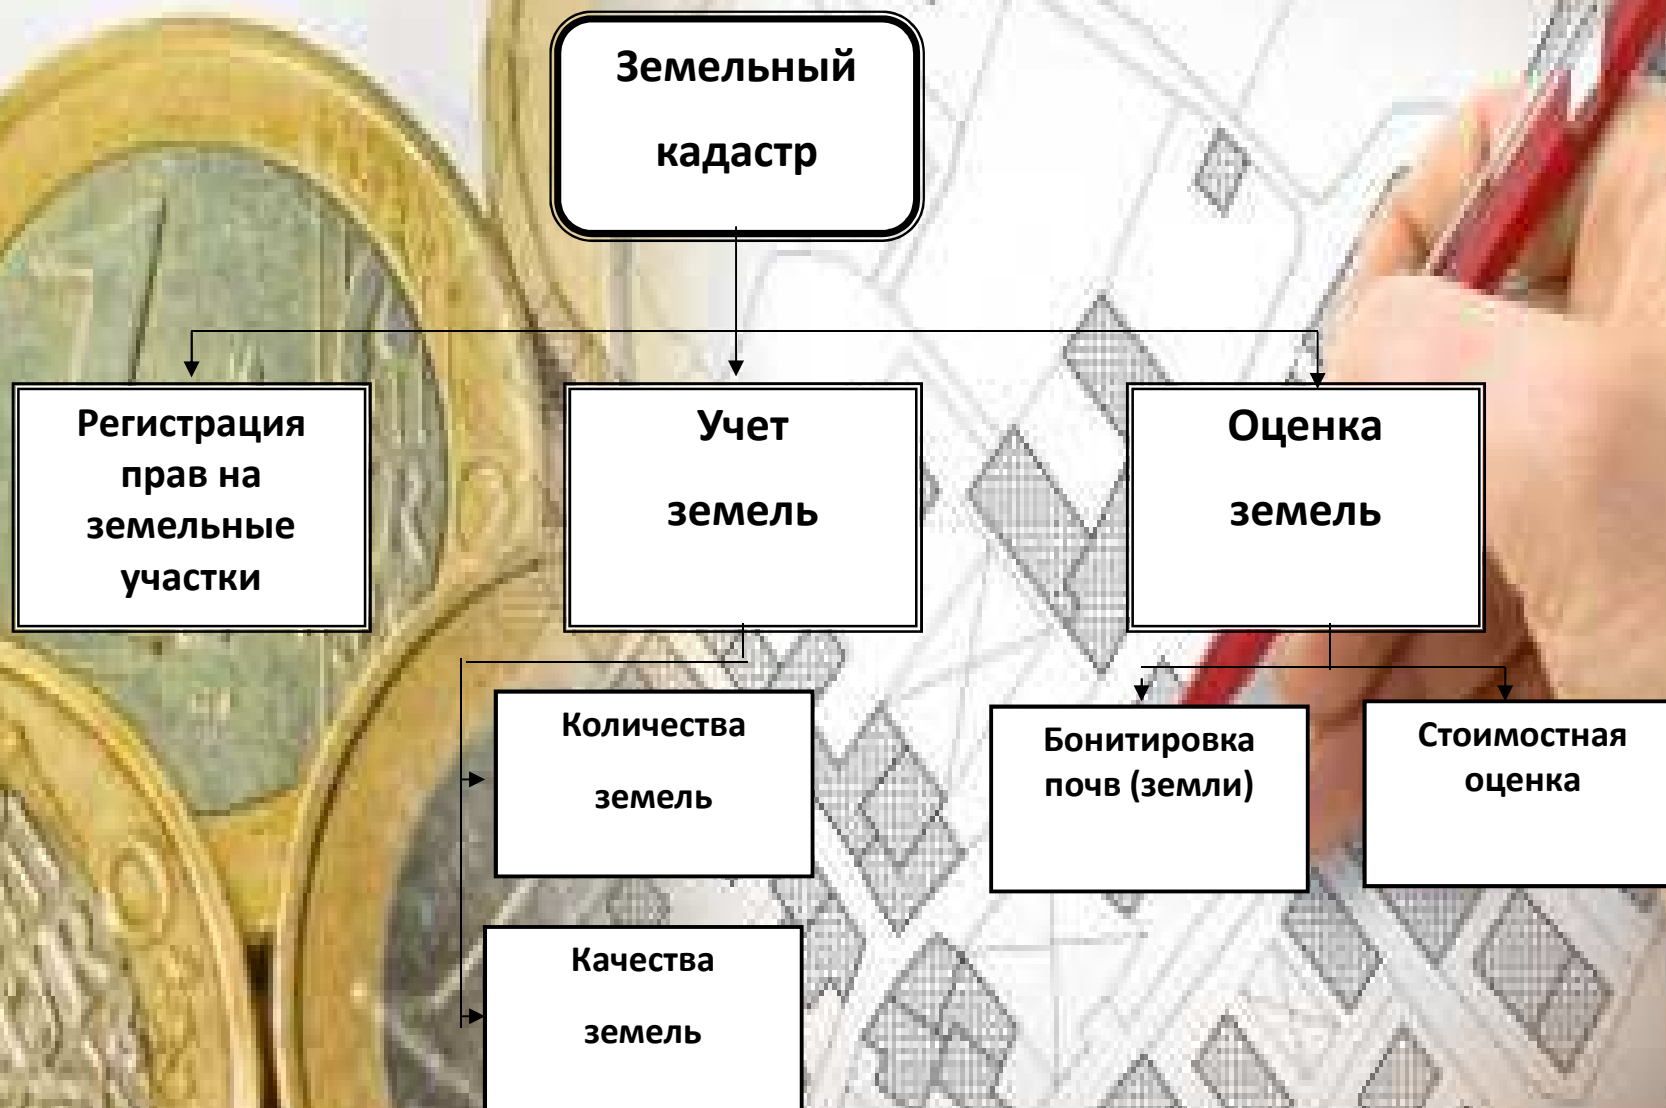 Земельный
кадастр
Регистрация
прав на
земельные
участки
Учет
земель
Оценка
земель
Количества
земель
Качества
земель
Бонитировка
почв (земли)
Стоимостная
оценка